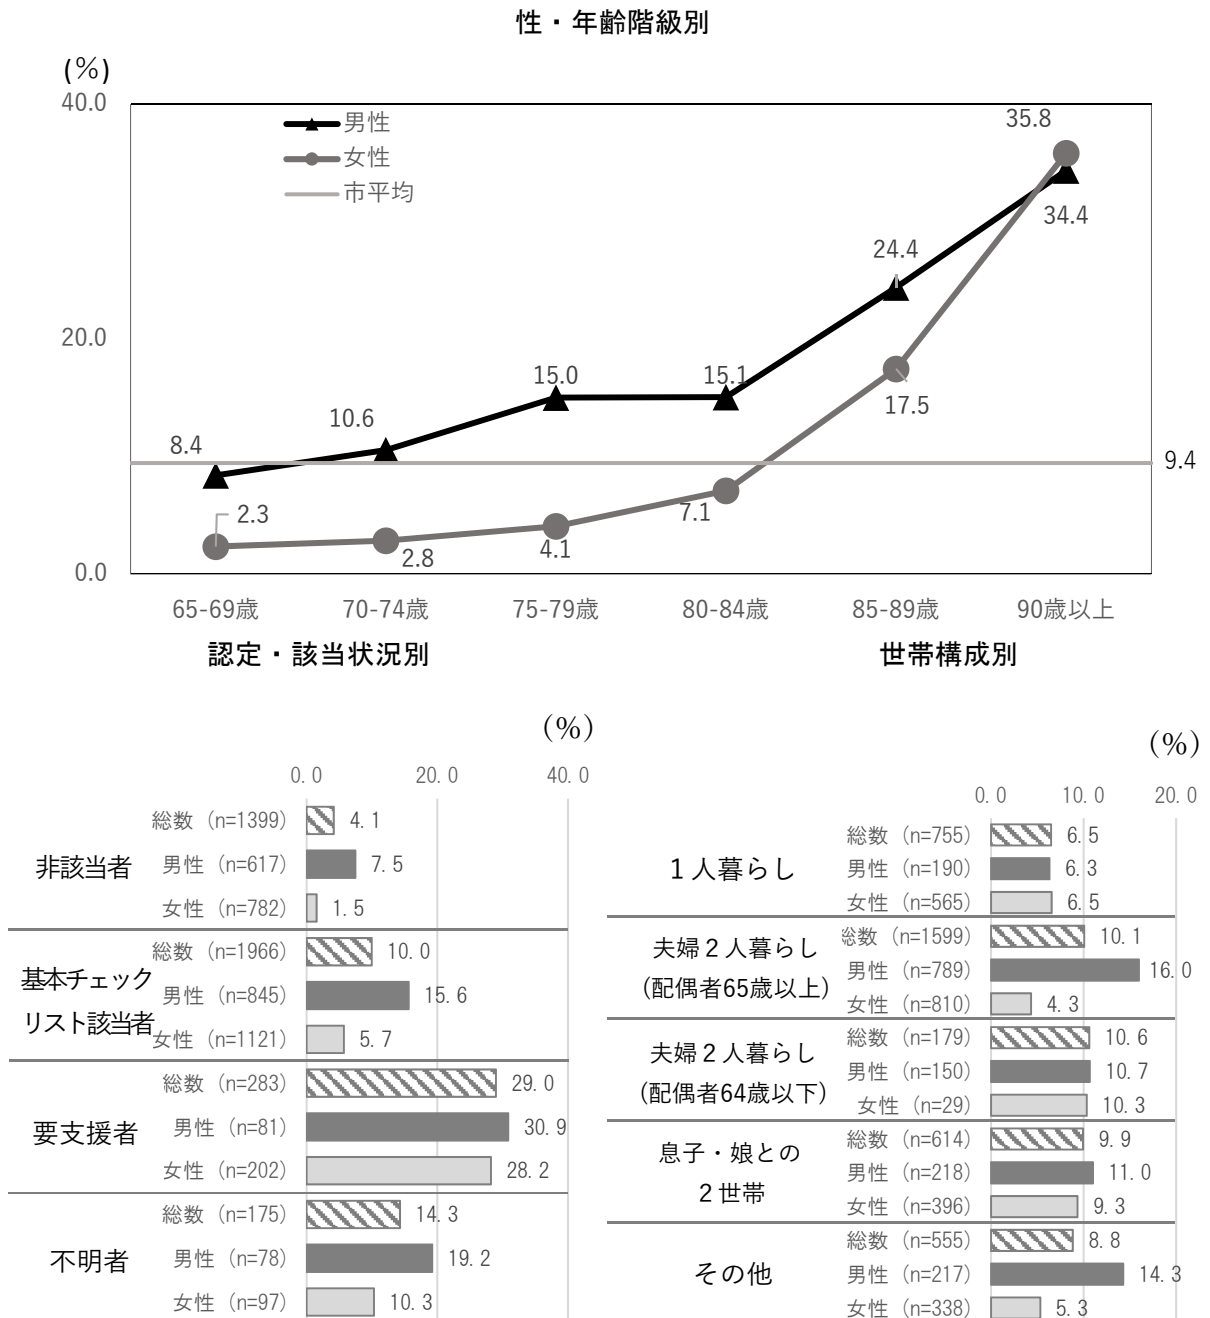 性・年齢階級別
(%)
40.0
20.0
0.0
男性
女性
市平均
8.4
10.6
15.0
15.1
24.4
34.4
2.3
2.8
4.1
7.1
17.5
35.8
9.4
65-69歳 70-74歳 75-79歳 80-84歳 85-89歳 90歳以上
認定・該当状況別
(%)
0.0 20.0 40.0
非該当者
総数 (n=1399) 4.1
男性 (n=617) 7.5
女性 (n=782) 1.5
基本チェック
リスト該当者
総数 (n=1966) 10.0
男性 (n=845) 15.6
女性 (n=1121) 5.7
要支援者
総数 (n=283) 29.0
男性 (n=81) 30.9
女性 (n=202) 28.2
不明者
総数 (n=175) 14.3
男性 (n=78) 19.2
女性 (n=97) 10.3
世帯構成別
(%)
0.0 10.0 20.0
1人暮らし
総数 (n=755) 6.5
男性 (n=190) 6.3
女性 (n=565) 6.5
夫婦2人暮らし
(配偶者65歳以上)
総数 (n=1599) 10.1
男性 (n=789) 16.0
女性 (n=810) 4.3
夫婦2人暮らし
(配偶者64歳以下)
総数 (n=179) 10.6
男性 (n=150) 10.7
女性 (n=29) 10.3
息子・娘との
2世帯
総数 (n=614) 9.9
男性 (n=218) 11.0
女性 (n=396) 9.3
その他
総数 (n=555) 8.8
男性 (n=217) 14.3
女性 (n=338) 5.3